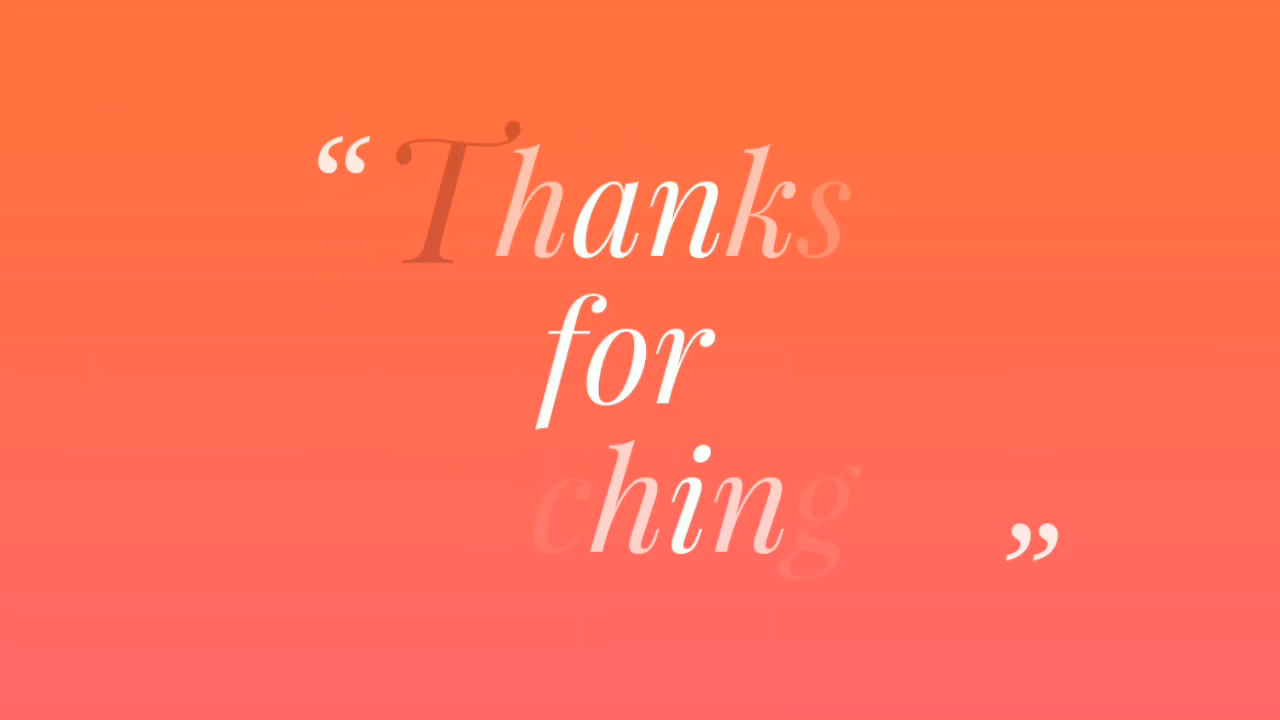 “ Thanks
for
ching ”